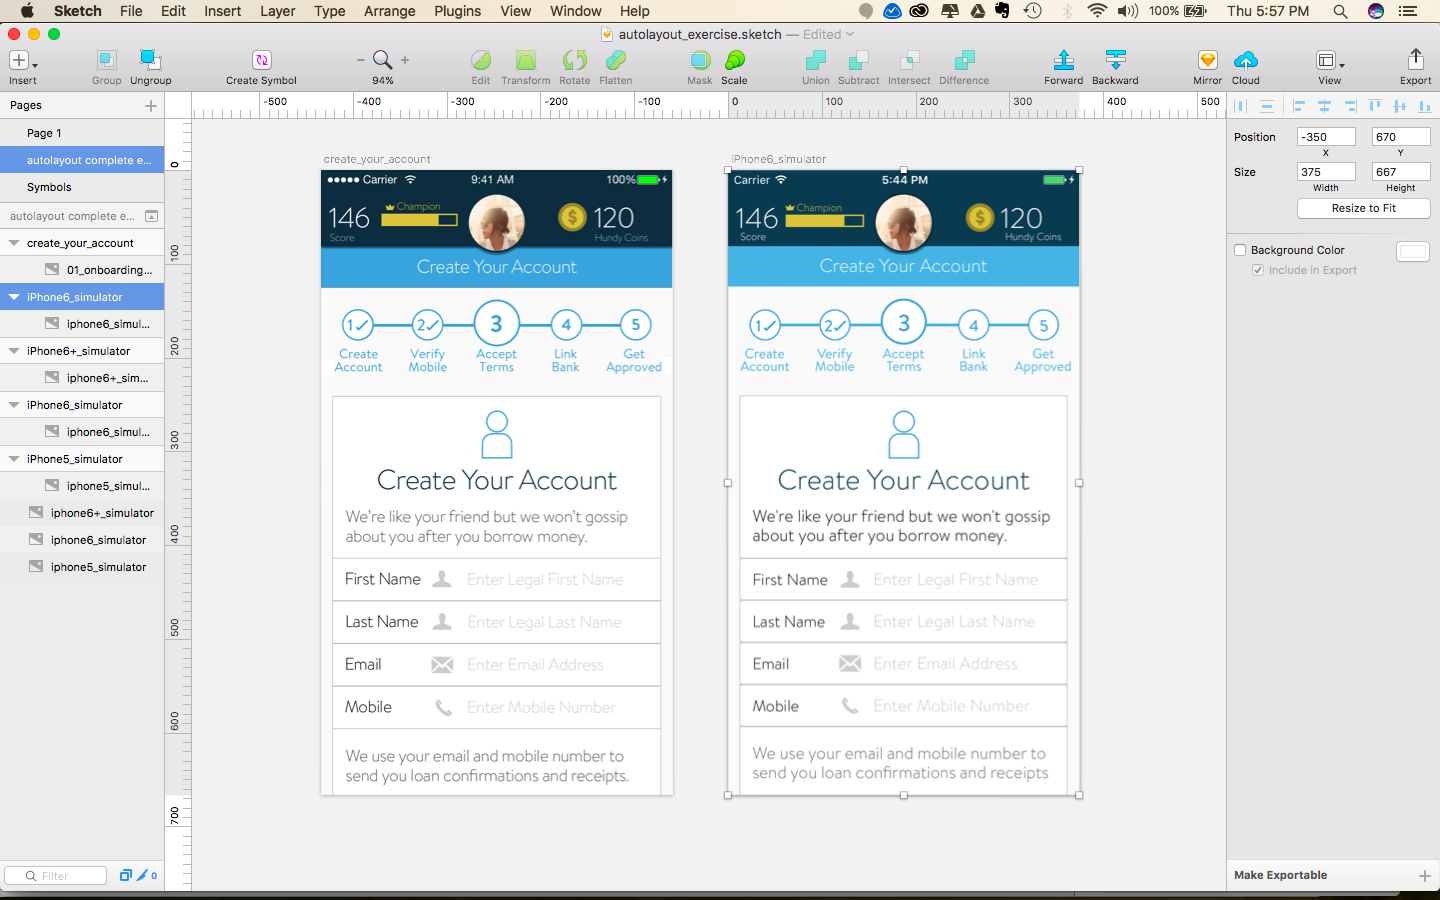 Sketch File Edit Insert Layer Type Arrange Plugins View Window Help 100% Thu 5:57 PM
autolayout_exercise.sketch — Edited
Insert Group Ungroup Create Symbol 94% Edit Transform Rotate Flatten Mask Scale Union Subtract Intersect Difference Forward Backward Mirror Cloud View Export
Pages
Page 1
autolayout complete e...
Symbols
autolayout complete e...
create_your_account
01_onboarding...
iPhone6_simulator
iphone6_simul...
iPhone6+_simulator
iphone6+_sim...
iPhone6_simulator
iphone6_simul...
iPhone5_simulator
iphone5_simul...
iphone6+_simulator
iphone6_simulator
iphone5_simulator
Filter
0
-500 -400 -300 -200 -100 0 100 200 300 400 500
0
100
200
300
400
500
600
700
create_your_account
Carrier 9:41 AM 100%
146 Champion 120
Score Hundy Coins
Create Your Account
1 2 3 4 5
Create Verify Accept Link Get
Account Mobile Terms Bank Approved
Create Your Account
We're like your friend but we won't gossip
about you after you borrow money.
First Name Enter Legal First Name
Last Name Enter Legal Last Name
Email Enter Email Address
Mobile Enter Mobile Number
We use your email and mobile number to
send you loan confirmations and receipts.
iPhone6_simulator
Carrier 5:44 PM
146 Champion 120
Score Hundy Coins
Create Your Account
1 2 3 4 5
Create Verify Accept Link Get
Account Mobile Terms Bank Approved
Create Your Account
We're like your friend but we won't gossip
about you after you borrow money.
First Name Enter Legal First Name
Last Name Enter Legal Last Name
Email Enter Email Address
Mobile Enter Mobile Number
We use your email and mobile number to
send you loan confirmations and receipts
Position -350 670
X Y
Size 375 667
Width Height
Resize to Fit
Background Color
Include in Export
Make Exportable